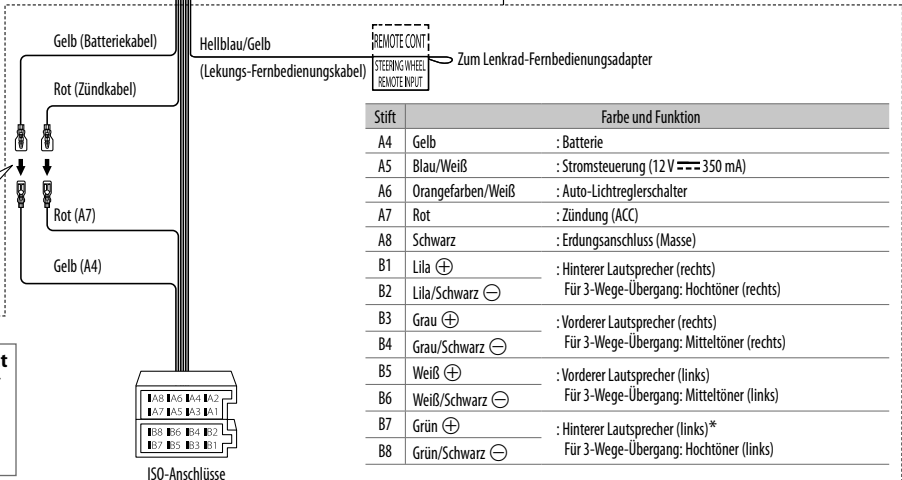 Gelb (Batteriekabel)
Hellblau/Gelb
(Lekungs-Fernbedienungskabel)
REMOTE CONT
STEERING WHEEL
REMOTE INPUT
Zum Lenkrad-Fernbedienungsadapter
Rot (Zündkabel)
Rot (A7)
Gelb (A4)
t
A8 A6 A4 A2
A7 A5 A3 A1
B8 B6 B4 B2
B7 B5 B3 B1
ISO-Anschlüsse
Stift Farbe und Funktion
A4 Gelb : Batterie
A5 Blau/Weiß : Stromsteuerung (12 V ⎓ 350 mA)
A6 Orangefarben/Weiß : Auto-Lichtreglerschalter
A7 Rot : Zündung (ACC)
A8 Schwarz : Erdungsanschluss (Masse)
B1 Lila ⊕ : Hinterer Lautsprecher (rechts)
B2 Lila/Schwarz ⊖ Für 3-Wege-Übergang: Hochtöner (rechts)
B3 Grau ⊕ : Vorderer Lautsprecher (rechts)
B4 Grau/Schwarz ⊖ Für 3-Wege-Übergang: Mitteltöner (rechts)
B5 Weiß ⊕ : Vorderer Lautsprecher (links)
B6 Weiß/Schwarz ⊖ Für 3-Wege-Übergang: Mitteltöner (links)
B7 Grün ⊕ : Hinterer Lautsprecher (links)*
B8 Grün/Schwarz ⊖ Für 3-Wege-Übergang: Hochtöner (links)